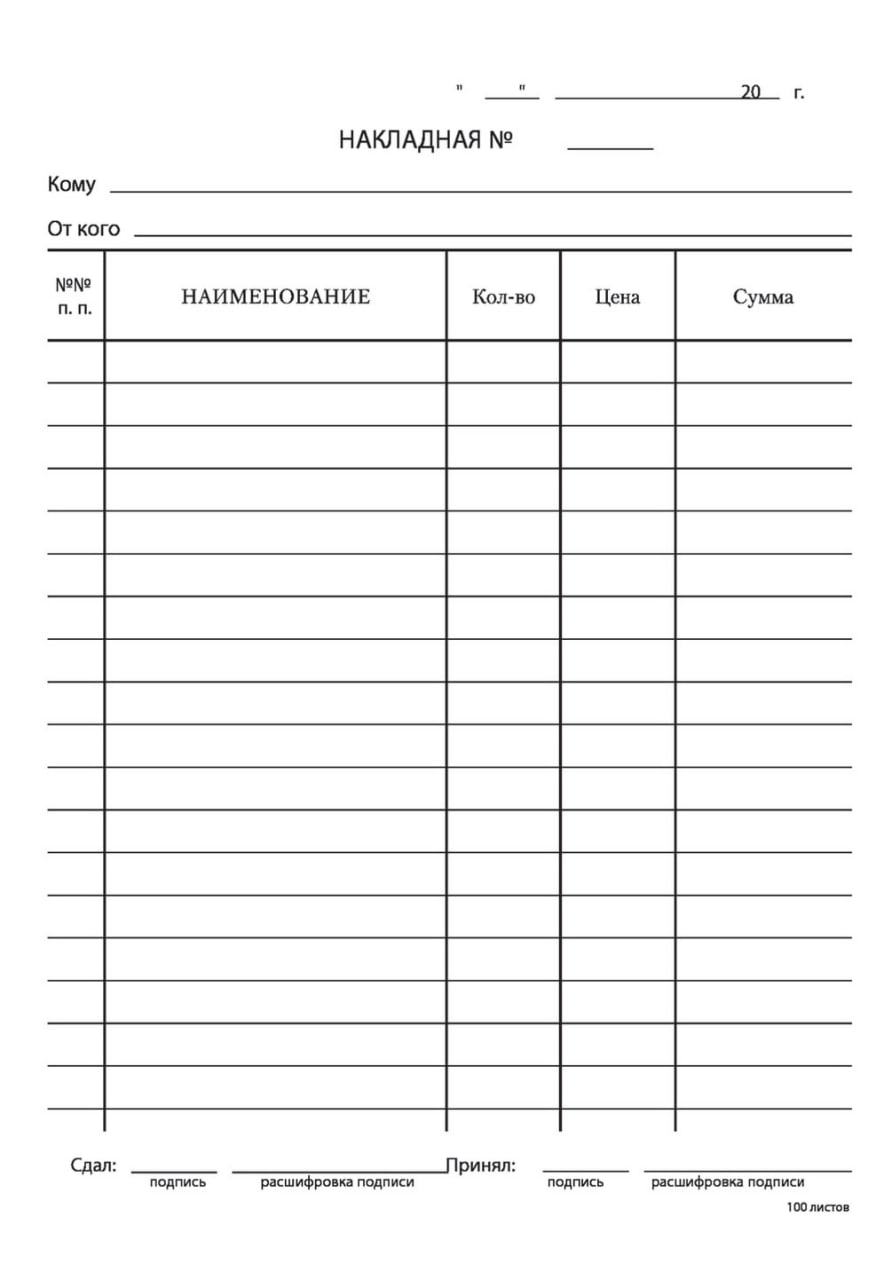 " " 20 г.
НАКЛАДНАЯ №
Кому
От кого
№№ п. п. НАИМЕНОВАНИЕ Кол-во Цена Сумма
Сдал: Принял:
подпись расшифровка подписи подпись расшифровка подписи
100 листов